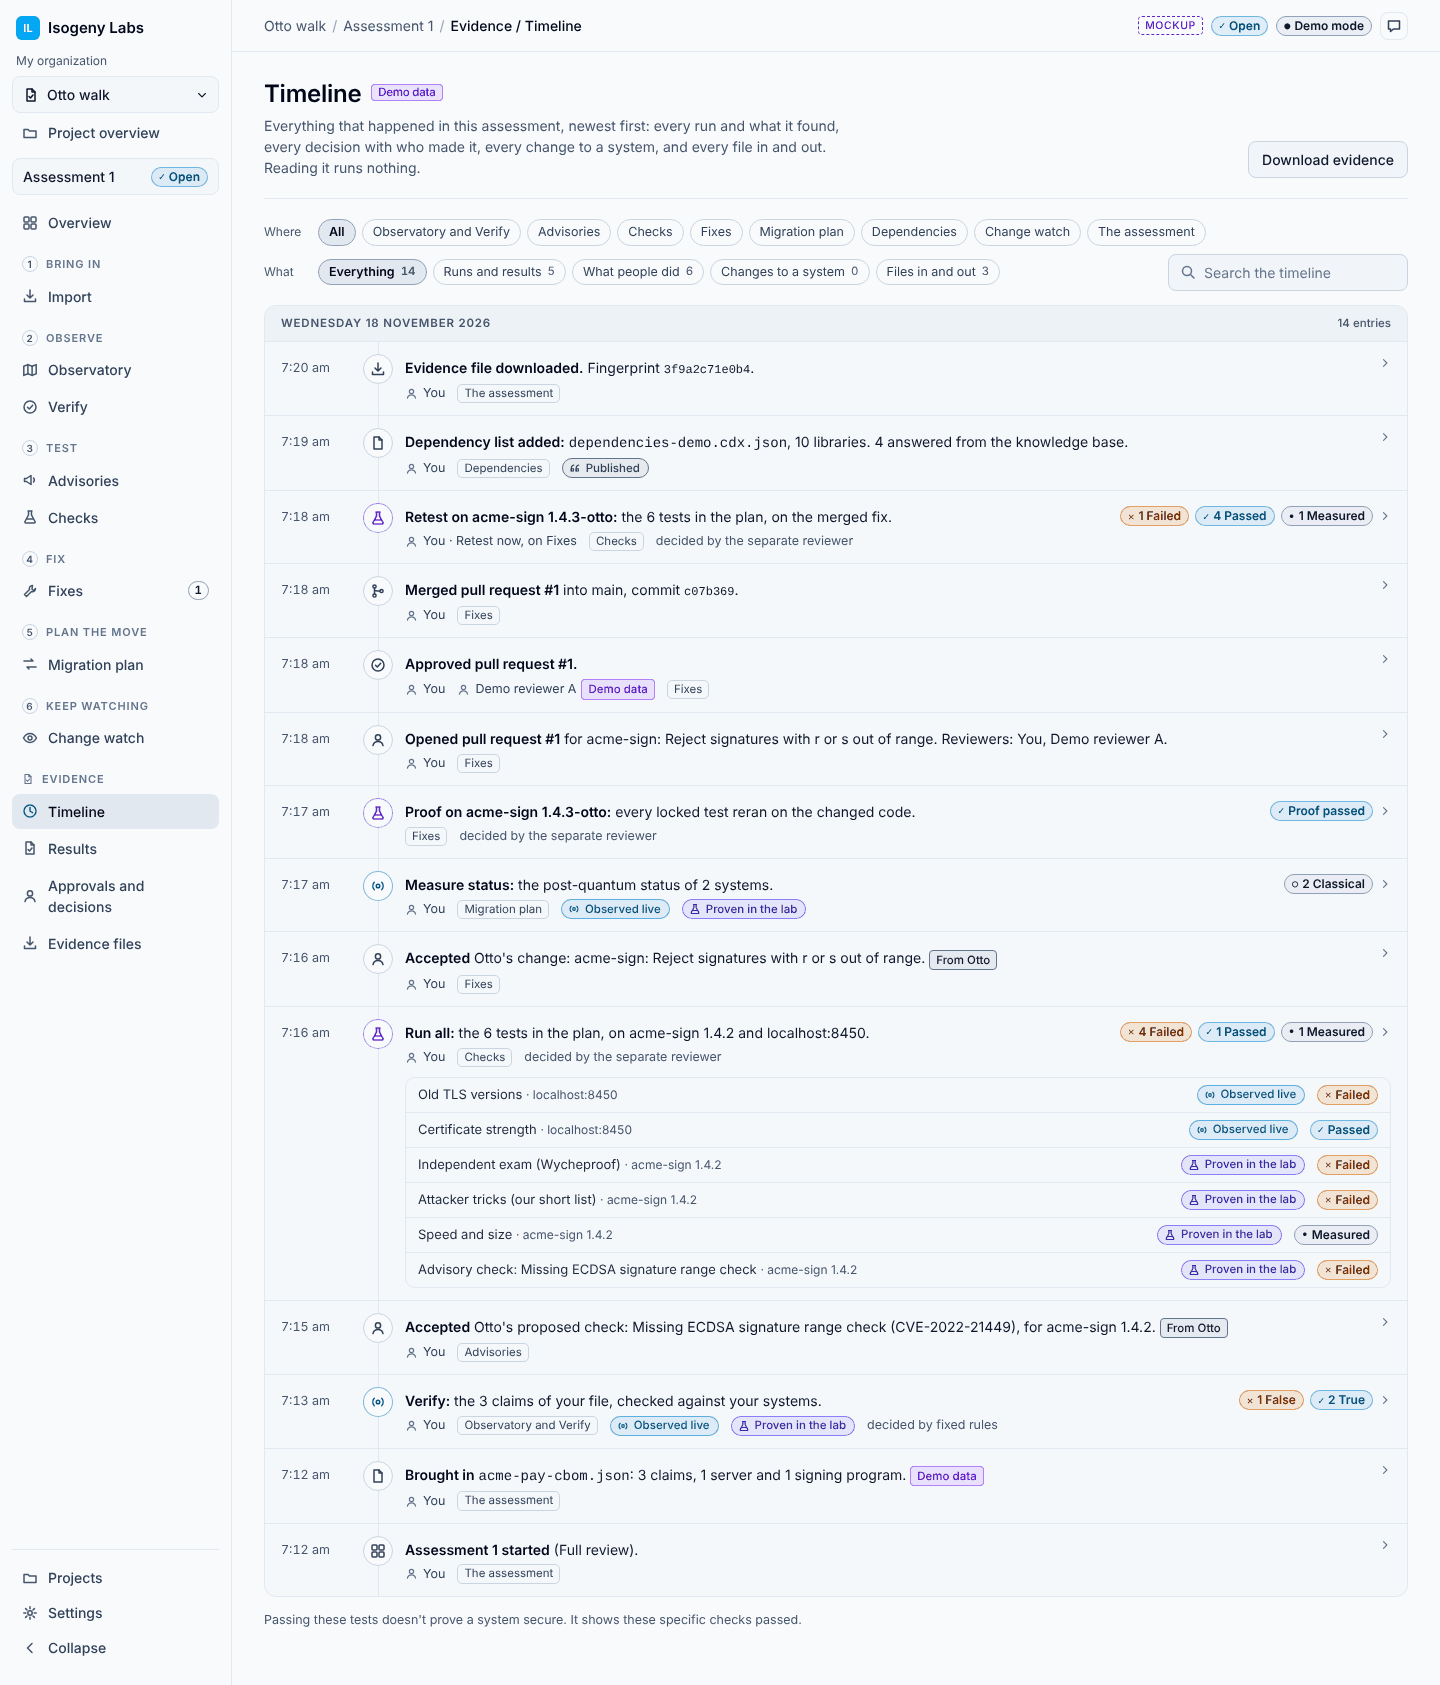 IL Isogeny Labs
My organization
Otto walk
Project overview
Assessment 1 ✓ Open
Overview
1 BRING IN
Import
2 OBSERVE
Observatory
Verify
3 TEST
Advisories
Checks
4 FIX
Fixes 1
5 PLAN THE MOVE
Migration plan
6 KEEP WATCHING
Change watch
EVIDENCE
Timeline
Results
Approvals and
decisions
Evidence files
Projects
Settings
Collapse
Otto walk / Assessment 1 / Evidence / Timeline MOCKUP ✓ Open • Demo mode
Timeline Demo data
Everything that happened in this assessment, newest first: every run and what it found,
every decision with who made it, every change to a system, and every file in and out.
Reading it runs nothing.
Download evidence
Where All Observatory and Verify Advisories Checks Fixes Migration plan Dependencies Change watch The assessment
What Everything 14 Runs and results 5 What people did 6 Changes to a system 0 Files in and out 3 Search the timeline
WEDNESDAY 18 NOVEMBER 2026 14 entries
7:20 am Evidence file downloaded. Fingerprint 3f9a2c71e0b4.
You The assessment
7:19 am Dependency list added: dependencies-demo.cdx.json, 10 libraries. 4 answered from the knowledge base.
You Dependencies Published
7:18 am Retest on acme-sign 1.4.3-otto: the 6 tests in the plan, on the merged fix. × 1 Failed ✓ 4 Passed • 1 Measured
You · Retest now, on Fixes Checks decided by the separate reviewer
7:18 am Merged pull request #1 into main, commit c07b369.
You Fixes
7:18 am Approved pull request #1.
You Demo reviewer A Demo data Fixes
7:18 am Opened pull request #1 for acme-sign: Reject signatures with r or s out of range. Reviewers: You, Demo reviewer A.
You Fixes
7:17 am Proof on acme-sign 1.4.3-otto: every locked test reran on the changed code. ✓ Proof passed
Fixes decided by the separate reviewer
7:17 am Measure status: the post-quantum status of 2 systems. ○ 2 Classical
You Migration plan Observed live Proven in the lab
7:16 am Accepted Otto's change: acme-sign: Reject signatures with r or s out of range. From Otto
You Fixes
7:16 am Run all: the 6 tests in the plan, on acme-sign 1.4.2 and localhost:8450. × 4 Failed ✓ 1 Passed • 1 Measured
You Checks decided by the separate reviewer
Old TLS versions · localhost:8450 Observed live × Failed
Certificate strength · localhost:8450 Observed live ✓ Passed
Independent exam (Wycheproof) · acme-sign 1.4.2 Proven in the lab × Failed
Attacker tricks (our short list) · acme-sign 1.4.2 Proven in the lab × Failed
Speed and size · acme-sign 1.4.2 Proven in the lab • Measured
Advisory check: Missing ECDSA signature range check · acme-sign 1.4.2 Proven in the lab × Failed
7:15 am Accepted Otto's proposed check: Missing ECDSA signature range check (CVE-2022-21449), for acme-sign 1.4.2. From Otto
You Advisories
7:13 am Verify: the 3 claims of your file, checked against your systems. × 1 False ✓ 2 True
You Observatory and Verify Observed live Proven in the lab decided by fixed rules
7:12 am Brought in acme-pay-cbom.json: 3 claims, 1 server and 1 signing program. Demo data
You The assessment
7:12 am Assessment 1 started (Full review).
You The assessment
Passing these tests doesn't prove a system secure. It shows these specific checks passed.